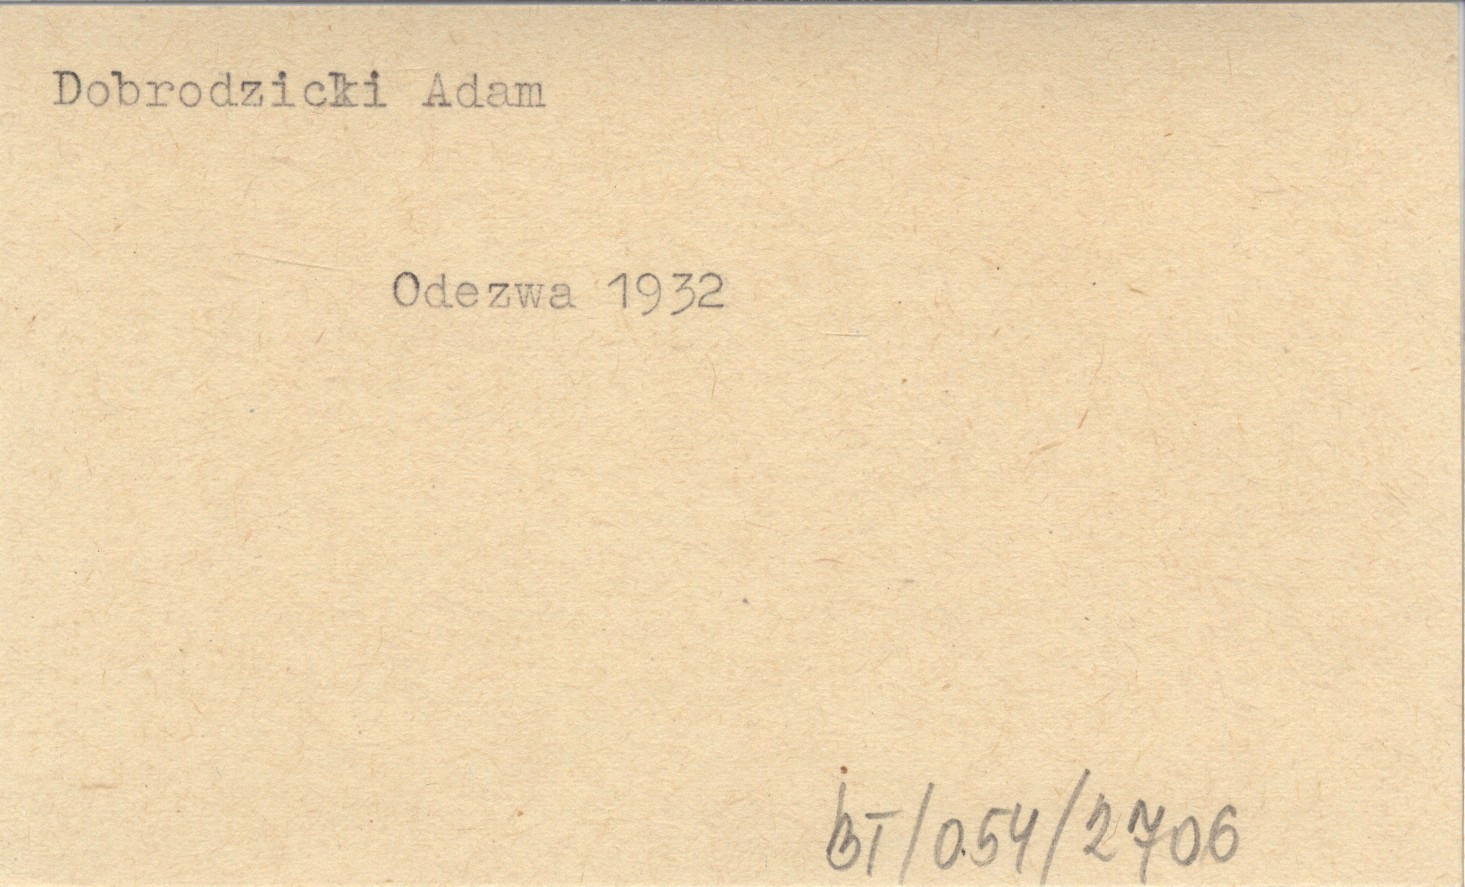 Dobrodzicki Adam
Odezwa 1932
BT/054/2706